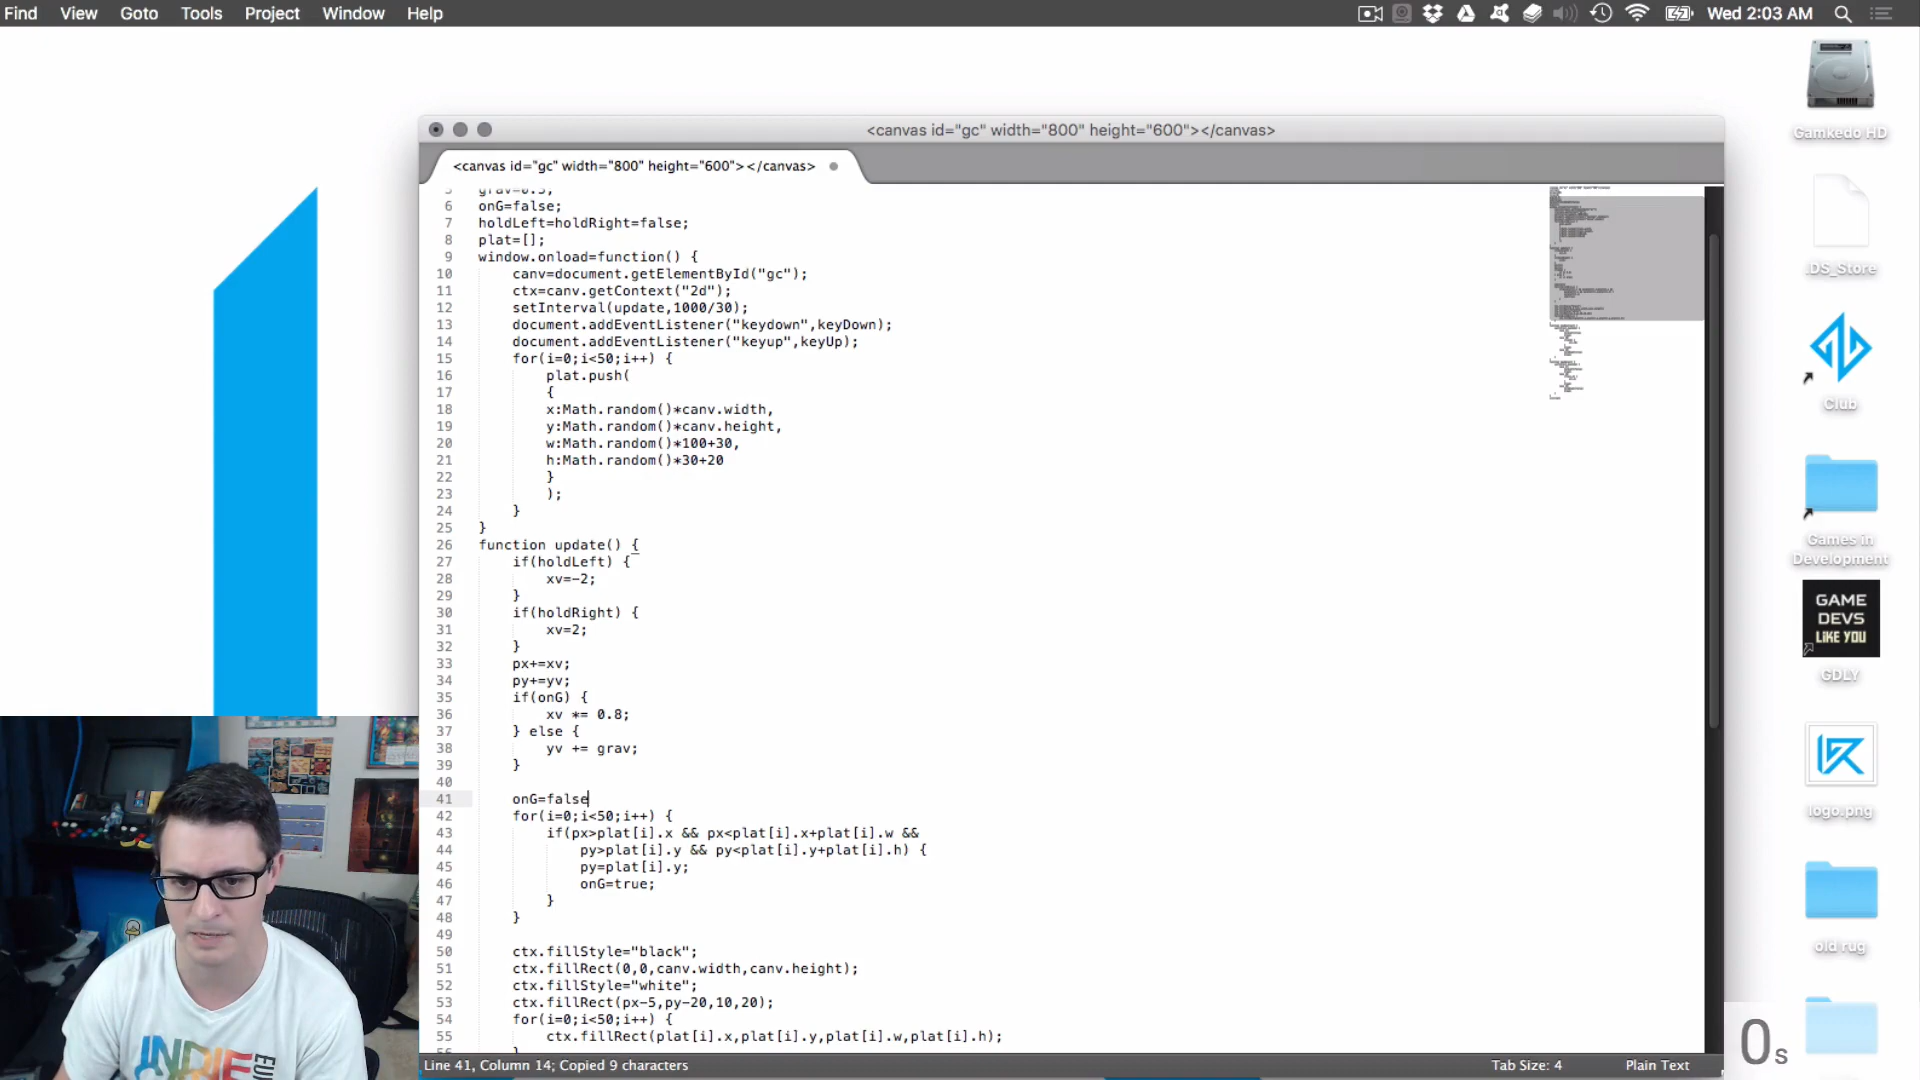 Find View Goto Tools Project Window Help
Wed 2:03 AM
Gamkedo HD
.DS_Store
Club
Games in
Development
GAME
DEVS
LIKE YOU
GDLY
logo.png
old rug
<canvas id="gc" width="800" height="600"></canvas>
<canvas id="gc" width="800" height="600"></canvas>
5 grav=0.5;
6 onG=false;
7 holdLeft=holdRight=false;
8 plat=[];
9 window.onload=function() {
10 canv=document.getElementById("gc");
11 ctx=canv.getContext("2d");
12 setInterval(update,1000/30);
13 document.addEventListener("keydown",keyDown);
14 document.addEventListener("keyup",keyUp);
15 for(i=0;i<50;i++) {
16 plat.push(
17 {
18 x:Math.random()*canv.width,
19 y:Math.random()*canv.height,
20 w:Math.random()*100+30,
21 h:Math.random()*30+20
22 }
23 );
24 }
25 }
26 function update() {
27 if(holdLeft) {
28 xv=-2;
29 }
30 if(holdRight) {
31 xv=2;
32 }
33 px+=xv;
34 py+=yv;
35 if(onG) {
36 xv *= 0.8;
37 } else {
38 yv += grav;
39 }
40
41 onG=false
42 for(i=0;i<50;i++) {
43 if(px>plat[i].x && px<plat[i].x+plat[i].w &&
44 py>plat[i].y && py<plat[i].y+plat[i].h) {
45 py=plat[i].y;
46 onG=true;
47 }
48 }
49
50 ctx.fillStyle="black";
51 ctx.fillRect(0,0,canv.width,canv.height);
52 ctx.fillStyle="white";
53 ctx.fillRect(px-5,py-20,10,20);
54 for(i=0;i<50;i++) {
55 ctx.fillRect(plat[i].x,plat[i].y,plat[i].w,plat[i].h);
Line 41, Column 14; Copied 9 characters
Tab Size: 4
Plain Text
0s
INDIE